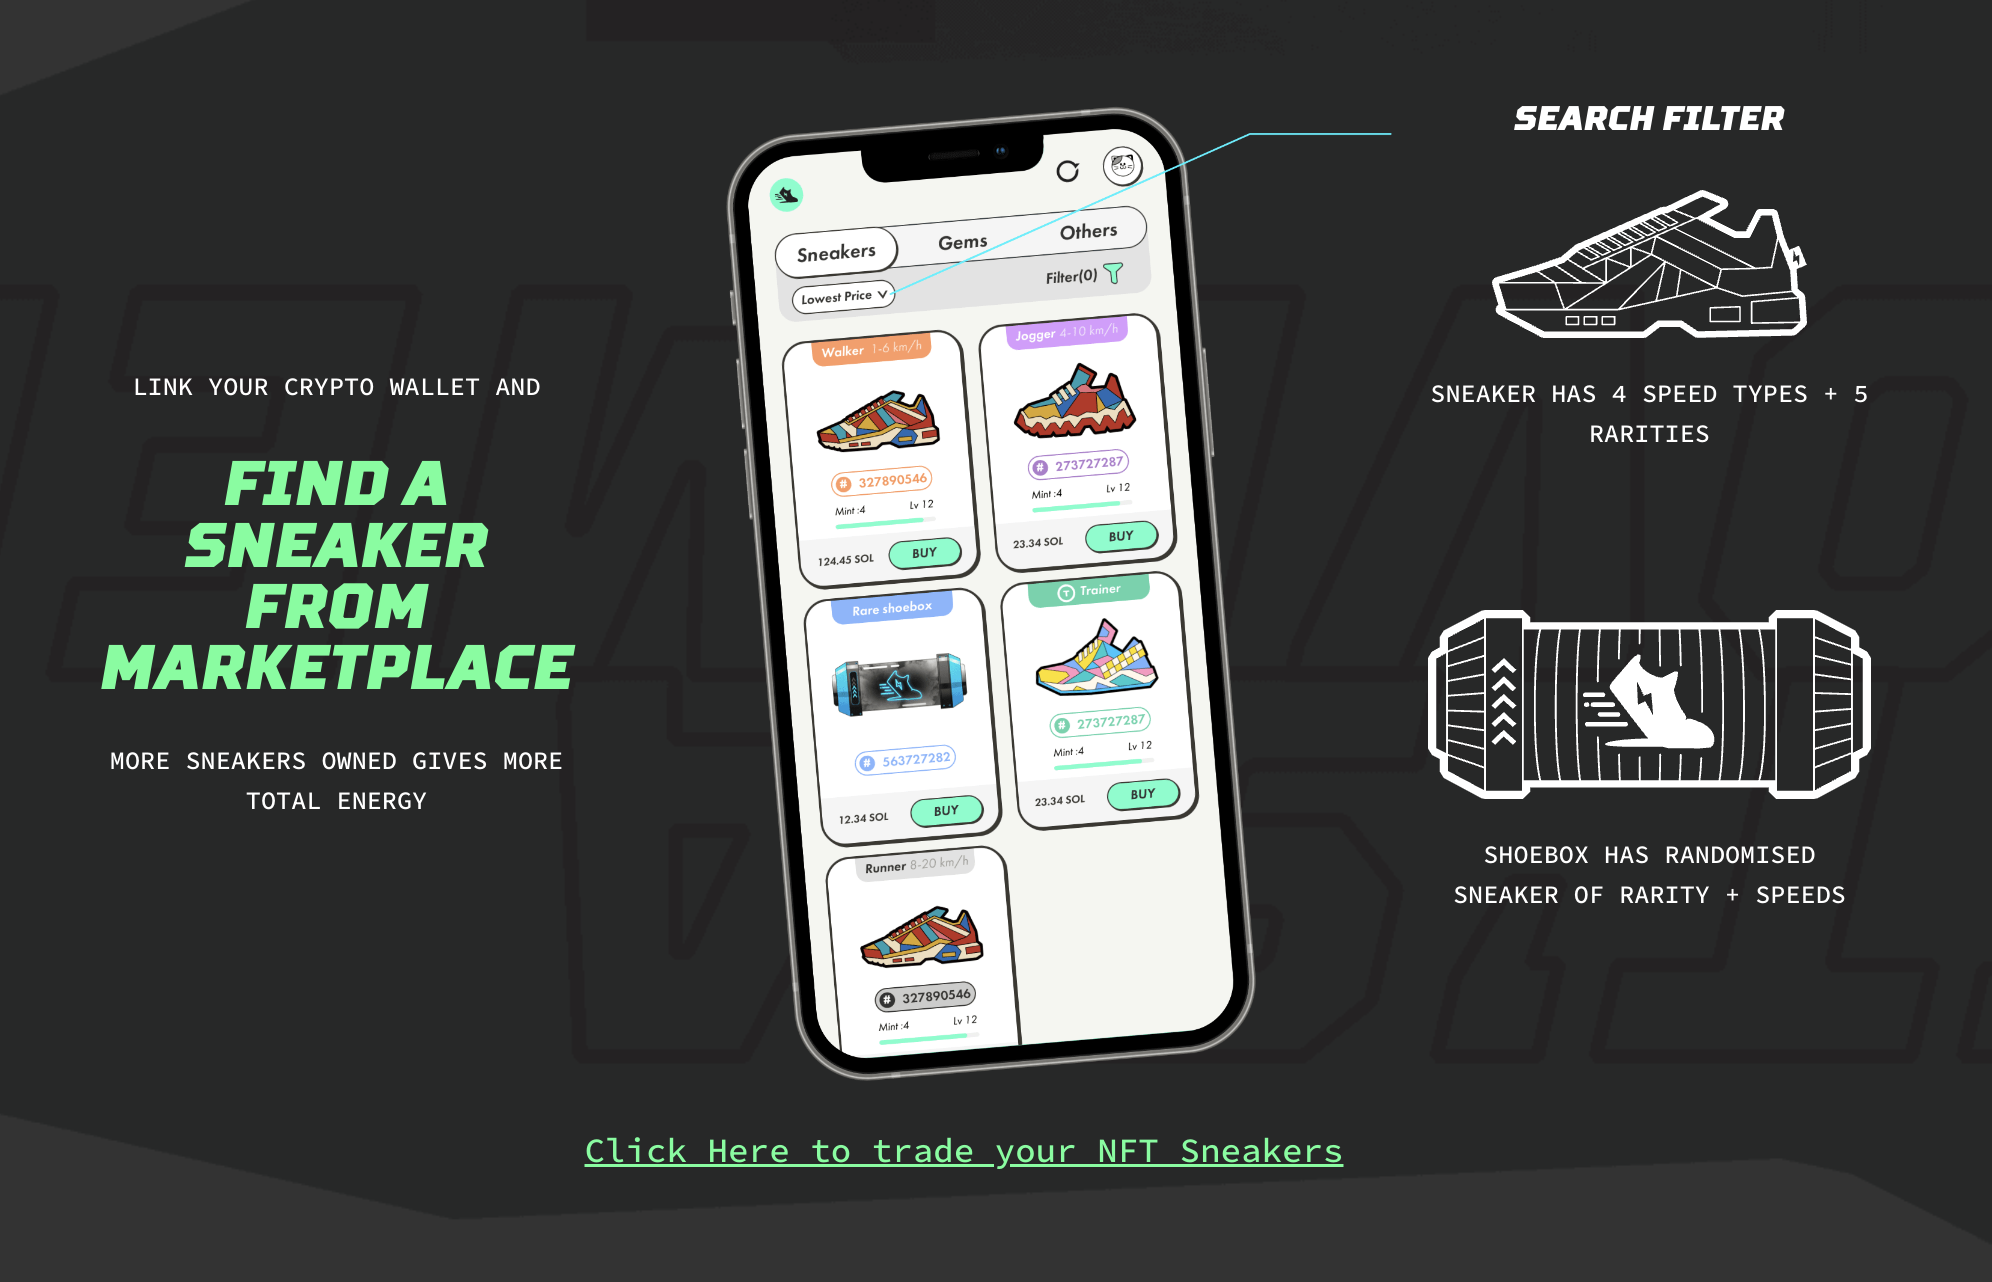 LINK YOUR CRYPTO WALLET AND
FIND A
SNEAKER
FROM
MARKETPLACE
MORE SNEAKERS OWNED GIVES MORE
TOTAL ENERGY
Sneakers Gems Others
Lowest Price Filter(0)
Walker 1-6 km/h
# 327890546
Mint :4 Lv 12
124.45 SOL BUY
Jogger 4-10 km/h
# 273727287
Mint :4 Lv 12
23.34 SOL BUY
Rare shoebox
# 563727282
12.34 SOL BUY
T Trainer
# 273727287
Mint :4 Lv 12
23.34 SOL BUY
Runner 8-20 km/h
# 327890546
Mint :4 Lv 12
SEARCH FILTER
SNEAKER HAS 4 SPEED TYPES + 5
RARITIES
SHOEBOX HAS RANDOMISED
SNEAKER OF RARITY + SPEEDS
Click Here to trade your NFT Sneakers